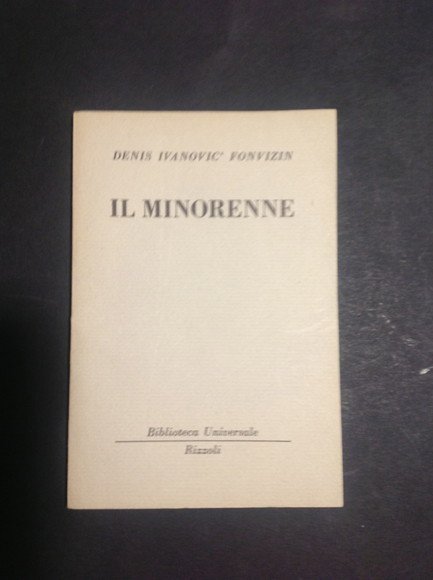 DENIS IVANOVIC' FONVIZIN
IL MINORENNE
Biblioteca Universale
Rizzoli